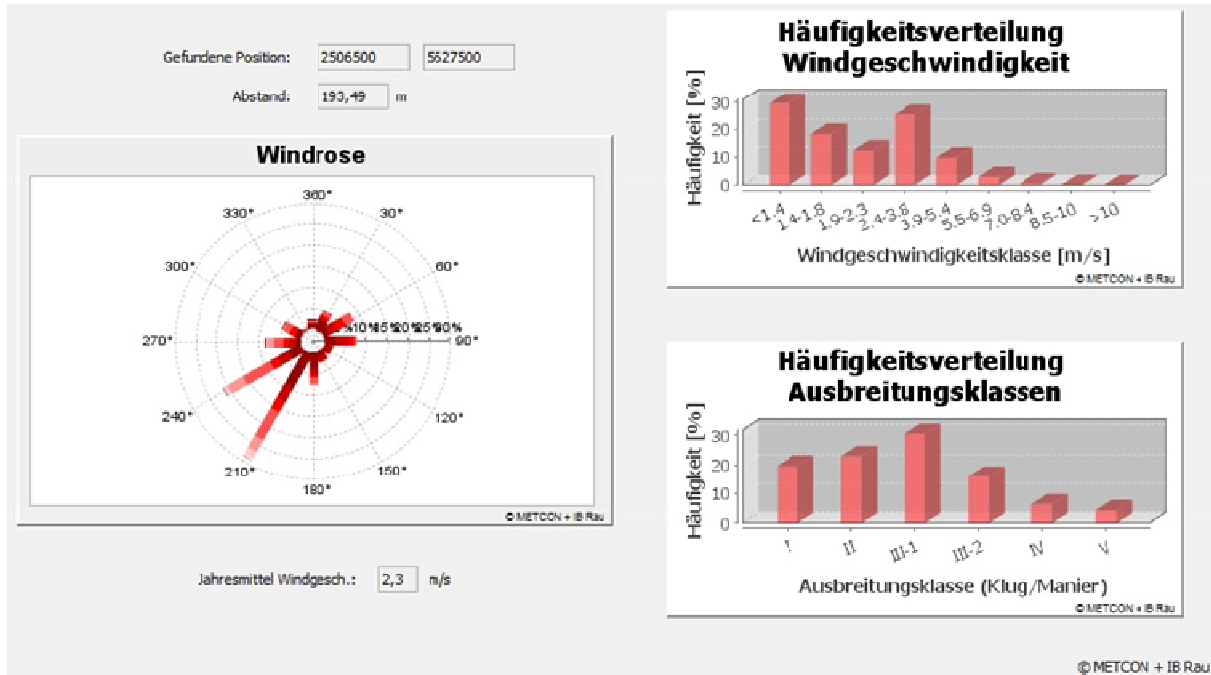 Gefundene Position: 2506500 5627500
Abstand: 193,49 m
Windrose
360°
330° 30°
300° 60°
270° 90°
240° 120°
210° 150°
180°
© METCON + IB Rau
Jahresmittel Windgesch.: 2,3 m/s
Häufigkeitsverteilung
Windgeschwindigkeit
Häufigkeit [%]
30
20
10
0
<1.4 1.4-1.8 1.9-2.3 2.4-3.8 3.9-5.4 5.5-6.9 7.0-8.4 8.5-10 >10
Windgeschwindigkeitsklasse [m/s]
© METCON + IB Rau
Häufigkeitsverteilung
Ausbreitungsklassen
Häufigkeit [%]
30
20
10
0
I II III-1 III-2 IV V
Ausbreitungsklasse (Klug/Manier)
© METCON + IB Rau
© METCON + IB Rau